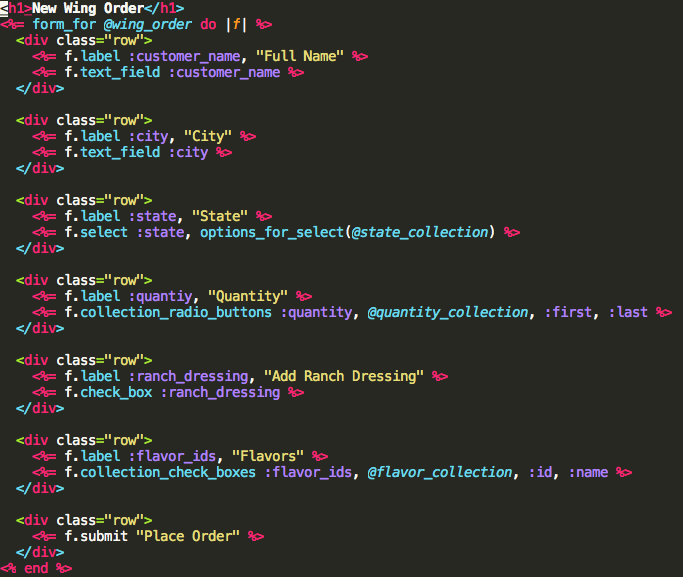 <h1>New Wing Order</h1>
<%= form_for @wing_order do |f| %>
  <div class="row">
    <%= f.label :customer_name, "Full Name" %>
    <%= f.text_field :customer_name %>
  </div>

  <div class="row">
    <%= f.label :city, "City" %>
    <%= f.text_field :city %>
  </div>

  <div class="row">
    <%= f.label :state, "State" %>
    <%= f.select :state, options_for_select(@state_collection) %>
  </div>

  <div class="row">
    <%= f.label :quantiy, "Quantity" %>
    <%= f.collection_radio_buttons :quantity, @quantity_collection, :first, :last %>
  </div>

  <div class="row">
    <%= f.label :ranch_dressing, "Add Ranch Dressing" %>
    <%= f.check_box :ranch_dressing %>
  </div>

  <div class="row">
    <%= f.label :flavor_ids, "Flavors" %>
    <%= f.collection_check_boxes :flavor_ids, @flavor_collection, :id, :name %>
  </div>

  <div class="row">
    <%= f.submit "Place Order" %>
  </div>
<% end %>